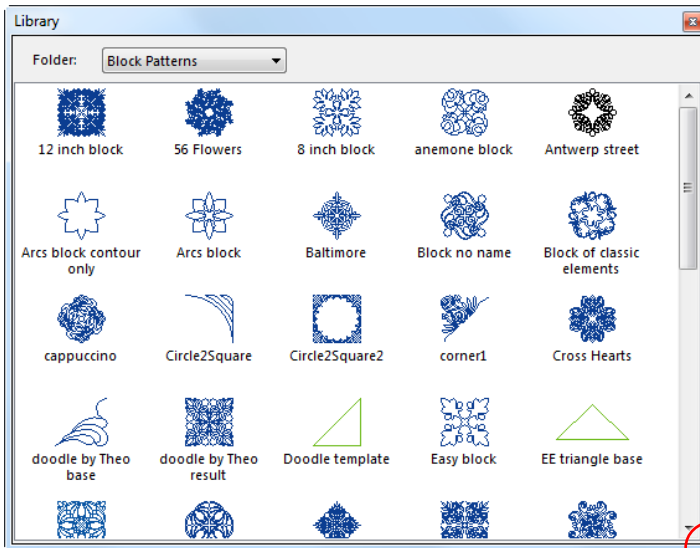 Library
Folder: Block Patterns
12 inch block 56 Flowers 8 inch block anemone block Antwerp street
Arcs block contour only Arcs block Baltimore Block no name Block of classic elements
cappuccino Circle2Square Circle2Square2 corner1 Cross Hearts
doodle by Theo base doodle by Theo result Doodle template Easy block EE triangle base